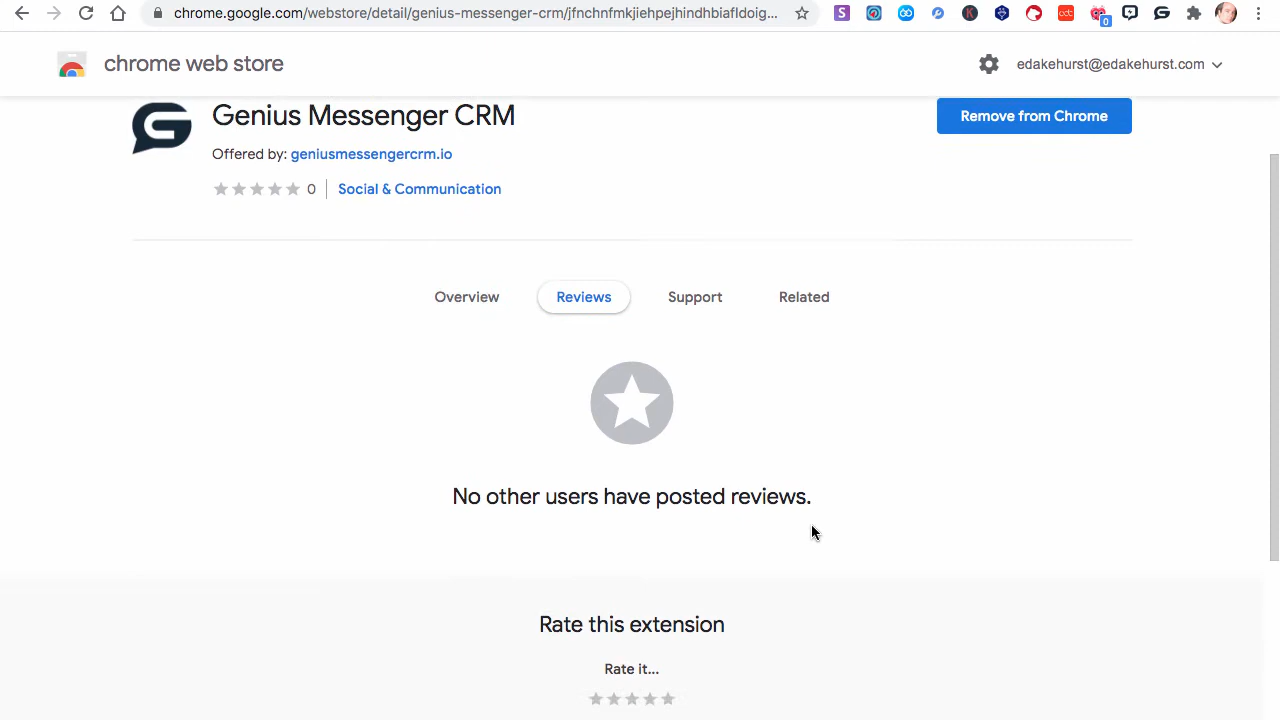 chrome.google.com/webstore/detail/genius-messenger-crm/jfnchnfmkjiehpejhindhbiafldoig...
S
K
oct
0
chrome web store
edakehurst@edakehurst.com
Genius Messenger CRM
Remove from Chrome
Offered by: geniusmessengercrm.io
0
Social & Communication
Overview
Reviews
Support
Related
No other users have posted reviews.
Rate this extension
Rate it...